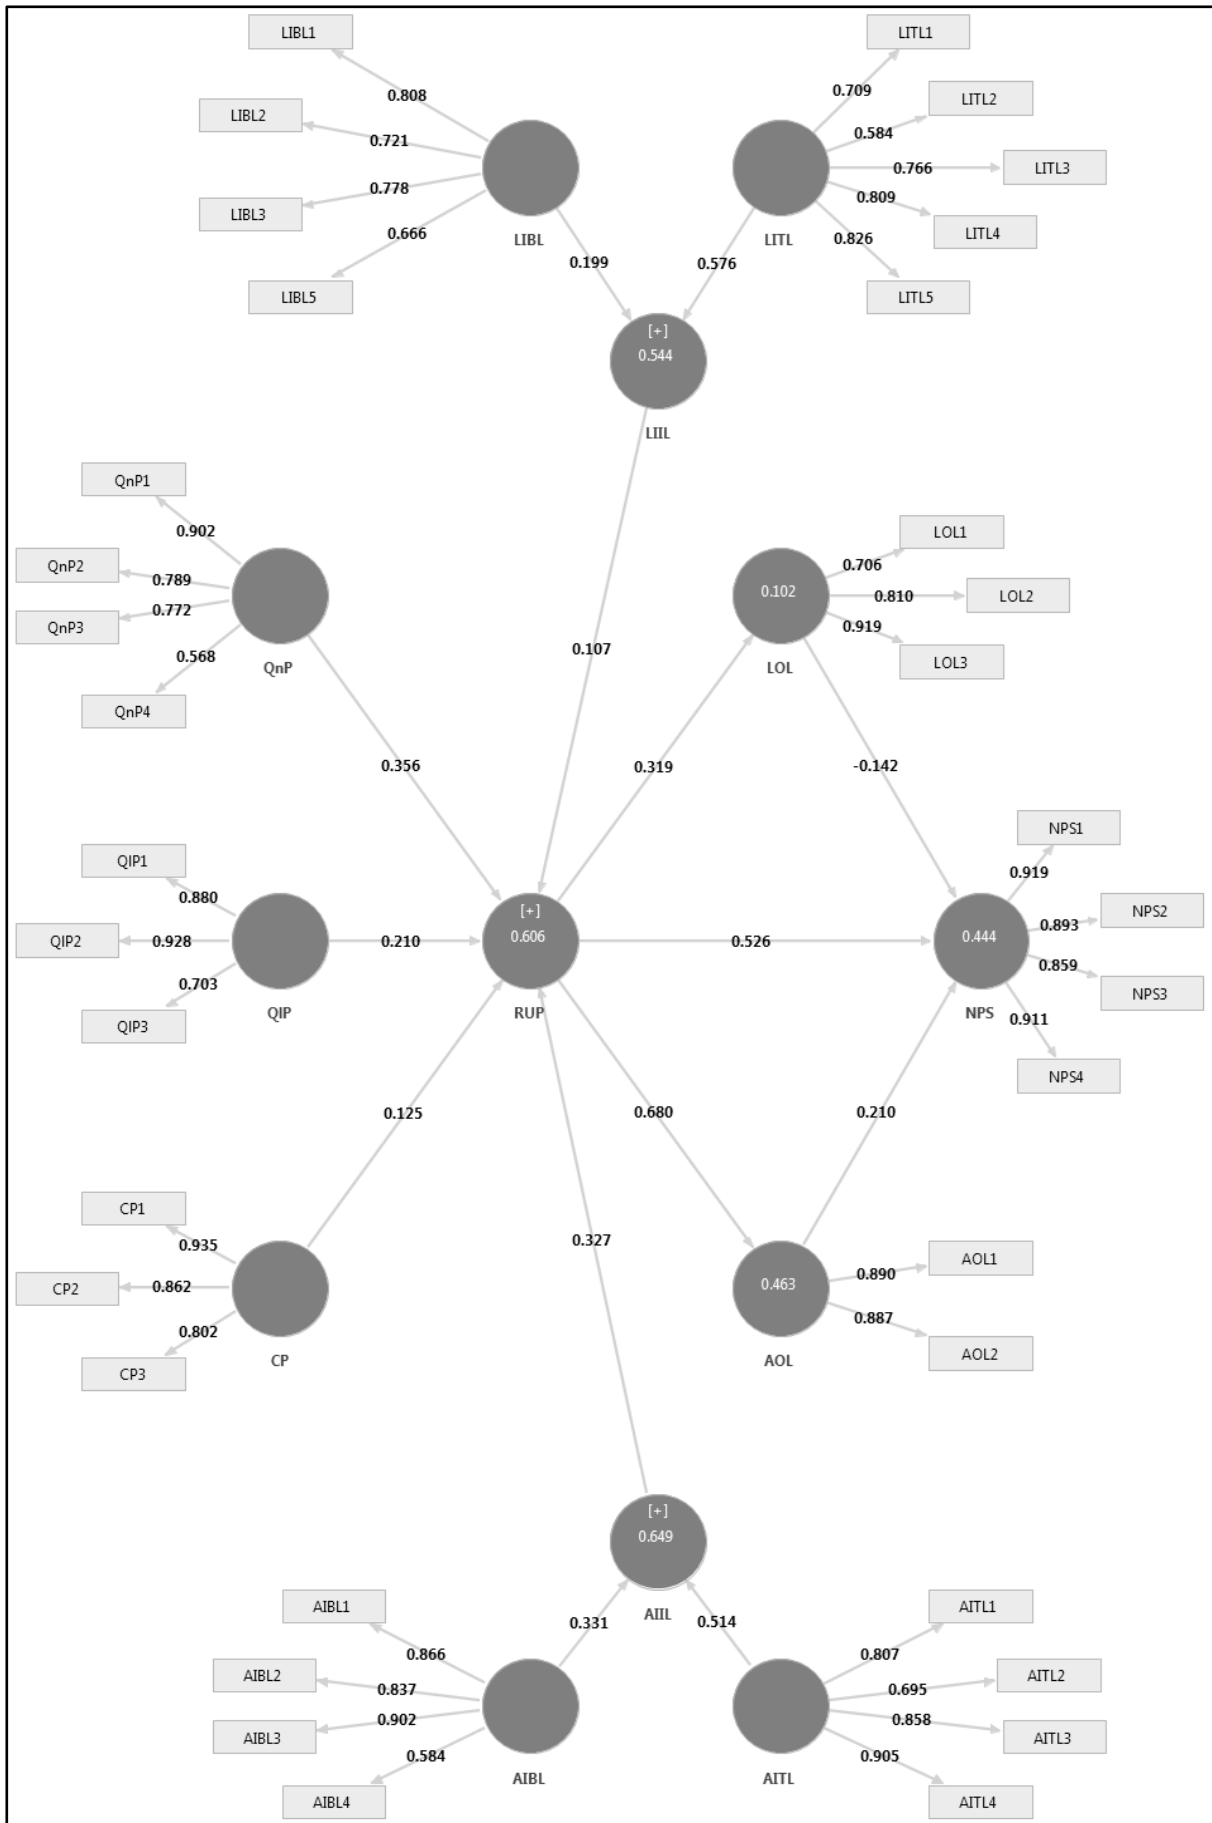 LIBL1
LITL1
0.808
0.709
LIBL2
LITL2
0.721
0.584
0.778
0.766
LITL3
LIBL3
0.666
0.809
LITL4
LIBL
LITL
0.826
0.199
0.576
LIBL5
LITL5
[+]
0.544
LIIL
QnP1
0.902
LOL1
QnP2
0.789
0.706
0.772
0.102
0.810
LOL2
QnP3
0.919
0.568
0.107
LOL3
QnP
LOL
QnP4
0.356
0.319
-0.142
NPS1
QIP1
0.919
0.880
[+]
NPS2
QIP2
0.928
0.210
0.606
0.526
0.444
0.893
0.859
0.703
NPS3
QIP
RUP
NPS
0.911
QIP3
NPS4
0.125
0.680
0.210
CP1
0.935
0.327
AOL1
0.890
CP2
0.862
0.463
0.887
0.802
AOL2
CP
AOL
CP3
[+]
0.649
AIBL1
AIIL
AITL1
0.331
0.514
0.866
0.807
AIBL2
0.837
0.695
AITL2
0.902
0.858
AIBL3
AITL3
0.584
0.905
AIBL
AITL
AIBL4
AITL4